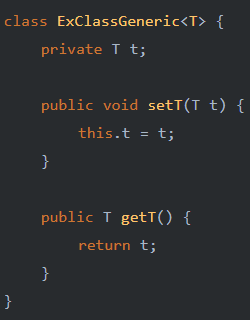 class ExClassGeneric<T> {
    private T t;

    public void setT(T t) {
        this.t = t;
    }

    public T getT() {
        return t;
    }
}